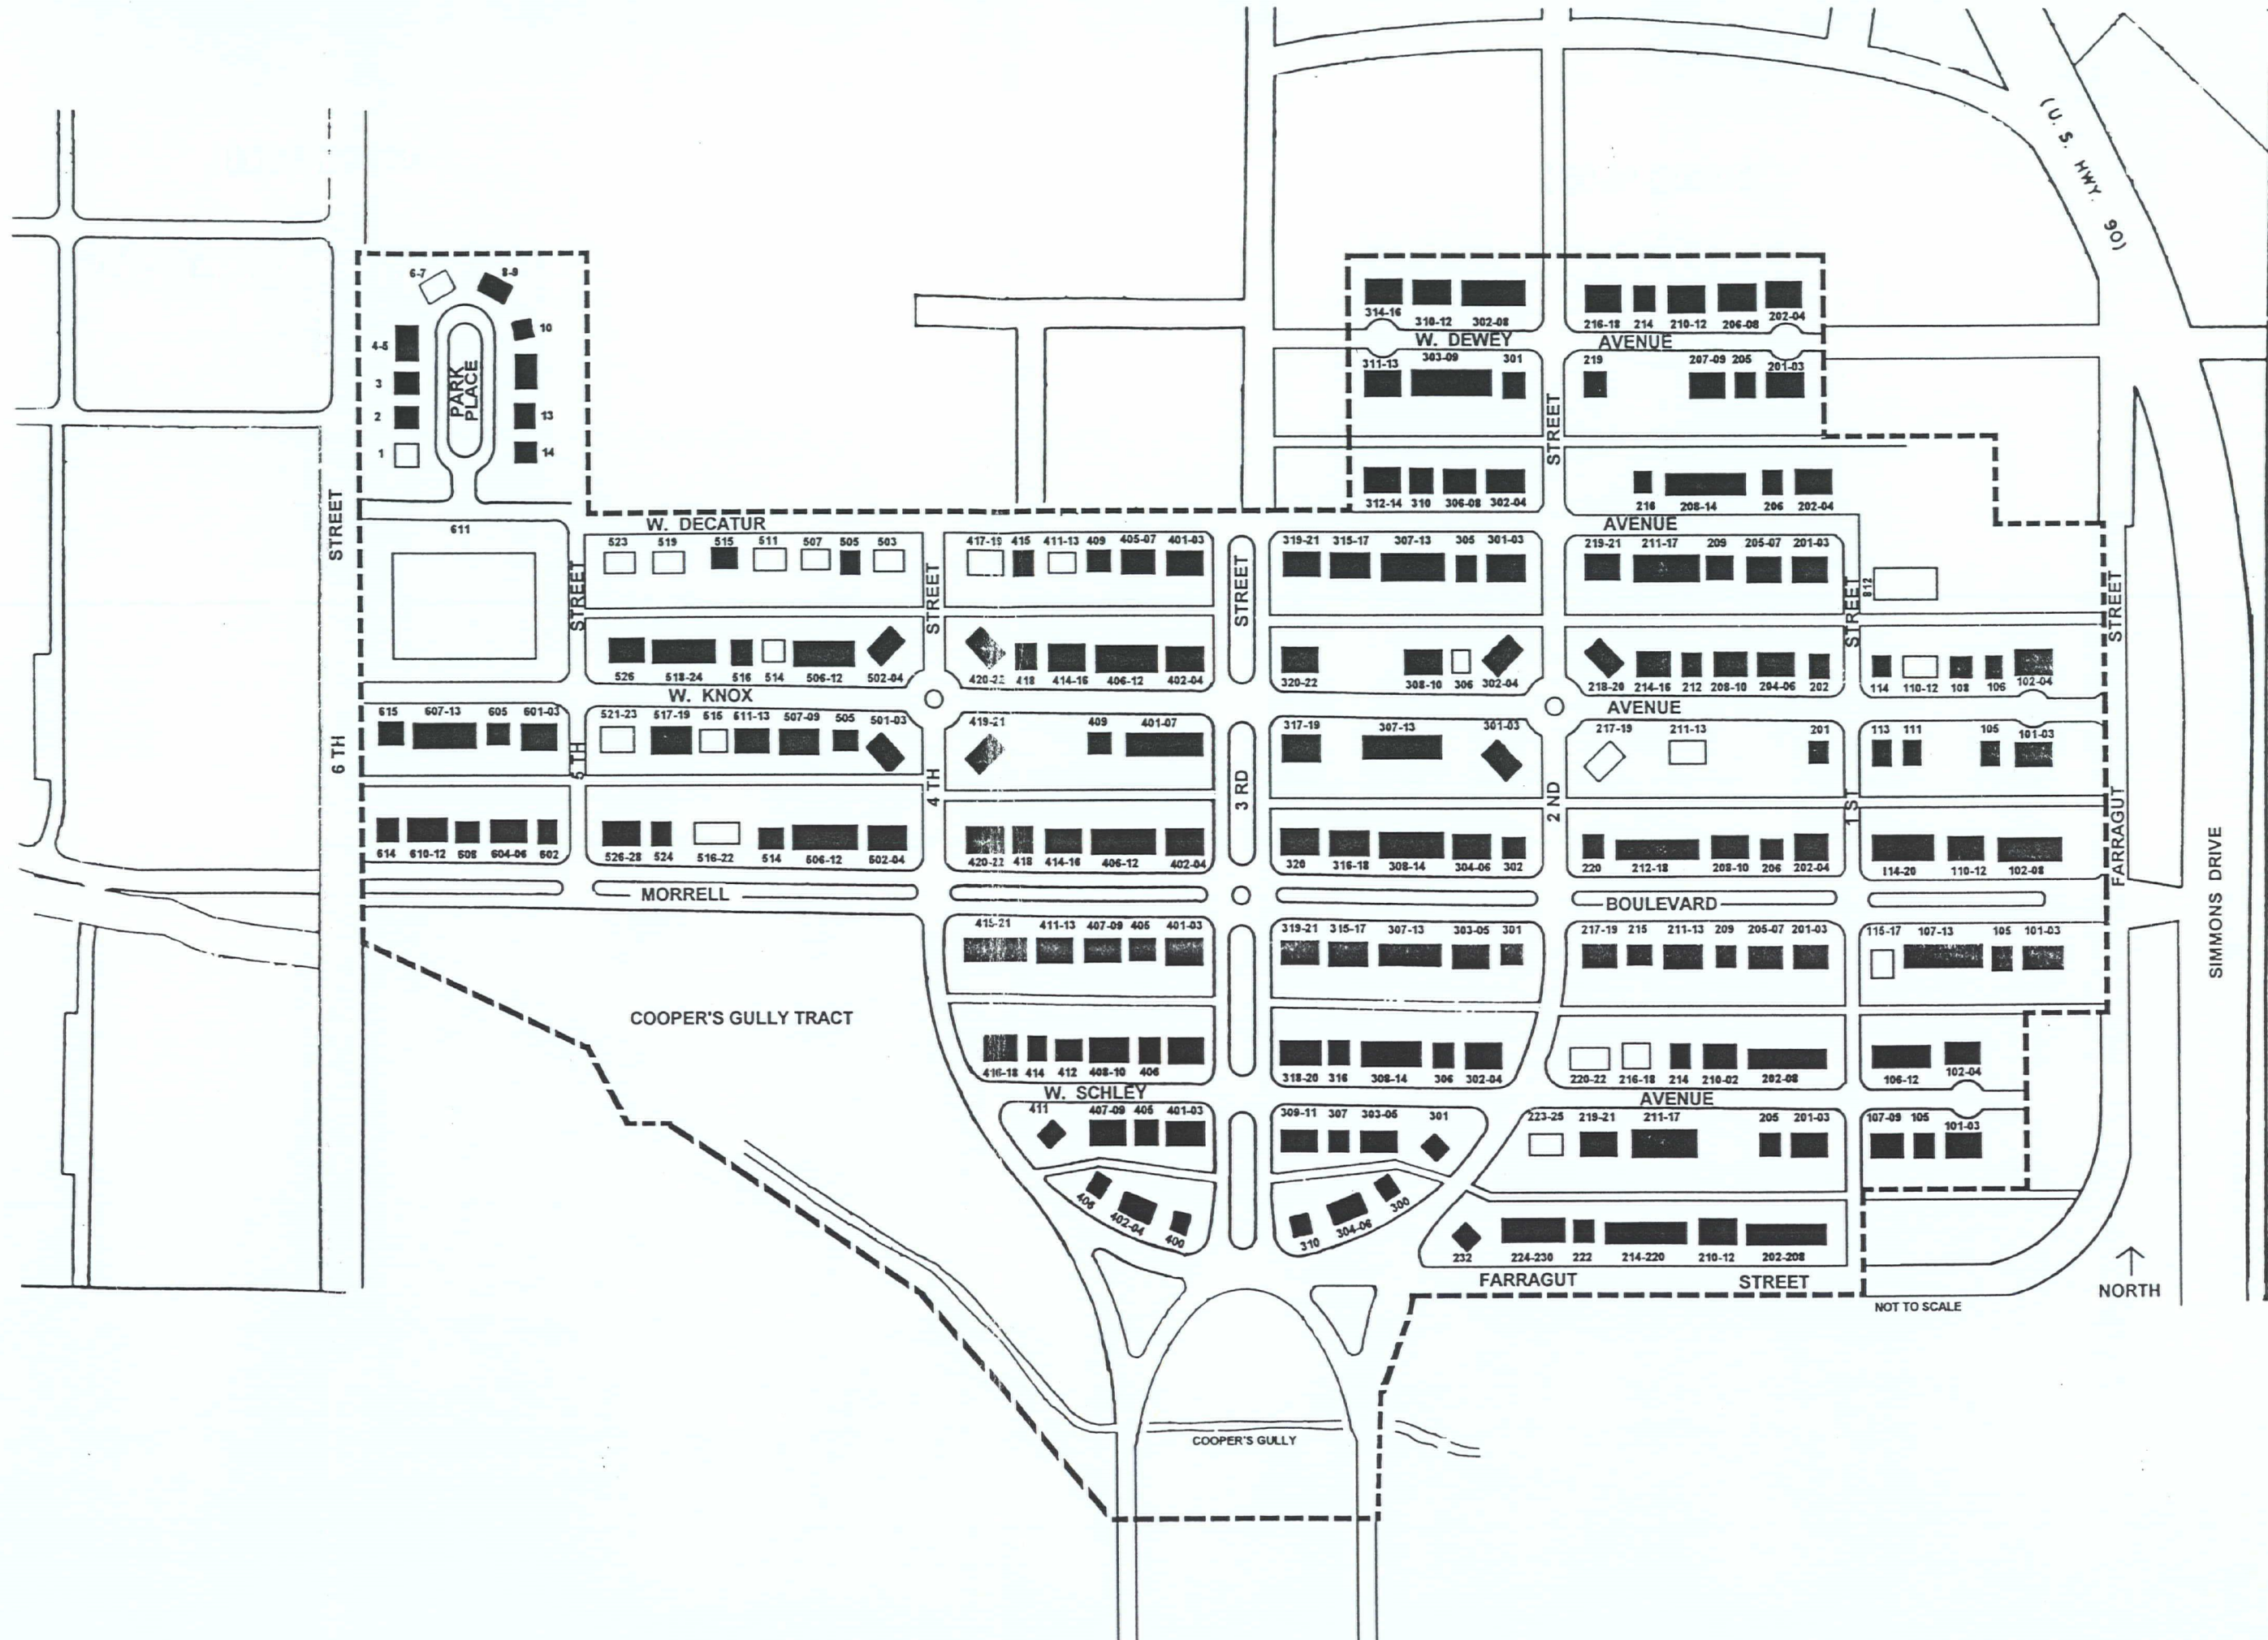 (U. S. HWY. 90)
6-7 8-9
4-5 10
3
2 13
1 14
PARK
PLACE
314-16 310-12 302-08 216-18 214 210-12 206-08 202-04
W. DEWEY AVENUE
311-13 303-09 301 219 207-09 205 201-03
STREET
312-14 310 306-08 302-04 216 208-14 206 202-04
W. DECATUR AVENUE
STREET
611 523 519 515 511 507 505 503 417-19 415 411-13 409 405-07 401-03 319-21 315-17 307-13 305 301-03 219-21 211-17 209 205-07 201-03
812
STREET STREET STREET STREET STREET
526 518-24 516 514 506-12 502-04 420-22 418 414-16 406-12 402-04 320-22 308-10 306 302-04 218-20 214-16 212 208-10 204-06 202 114 110-12 108 106 102-04
W. KNOX AVENUE
615 607-13 605 601-03 521-23 517-19 515 511-13 507-09 505 501-03 419-21 409 401-07 317-19 307-13 301-03 217-19 211-13 201 113 111 105 101-03
6 TH 5 TH 4 TH 3 RD 2 ND 1 ST FARRAGUT
614 610-12 608 604-06 602 526-28 524 516-22 514 506-12 502-04 420-22 418 414-16 406-12 402-04 320 316-18 308-14 304-06 302 220 212-18 208-10 206 202-04 114-20 110-12 102-08
MORRELL BOULEVARD
SIMMONS DRIVE
415-21 411-13 407-09 405 401-03 319-21 315-17 307-13 303-05 301 217-19 215 211-13 209 205-07 201-03 115-17 107-13 105 101-03
COOPER'S GULLY TRACT
416-18 414 412 408-10 406 318-20 316 308-14 306 302-04 220-22 216-18 214 210-02 202-08 106-12 102-04
W. SCHLEY AVENUE
411 407-09 405 401-03 309-11 307 303-05 301 223-25 219-21 211-17 205 201-03 107-09 105 101-03
406 402-04 400 310 304-06 300
232 224-230 222 214-220 210-12 202-208
FARRAGUT STREET
NORTH
NOT TO SCALE
COOPER'S GULLY